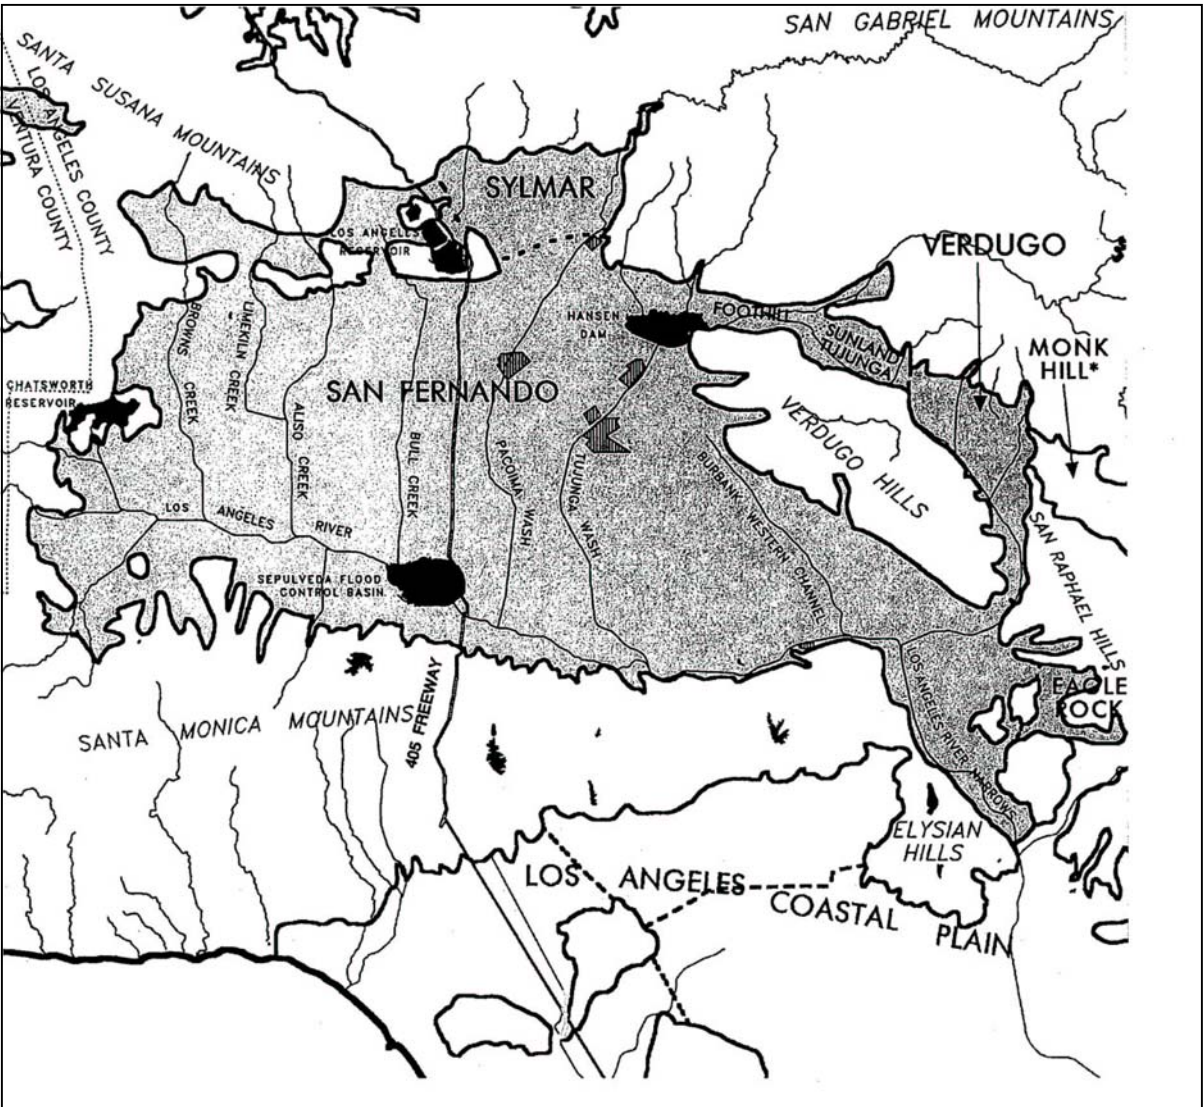 SAN GABRIEL MOUNTAINS
SANTA SUSANA MOUNTAINS
LOS ANGELES COUNTY
VENTURA COUNTY
SYLMAR
LOS ANGELES
RESERVOIR
VERDUGO
HANSEN
DAM
FOOTHILL
SUNLAND
TUJUNGA
MONK
HILL*
BROWNS
CREEK
LIMEKILN CREEK
CHATSWORTH
RESERVOIR
SAN FERNANDO
ALISO
CREEK
BULL CREEK
PACOIMA
WASH
TUJUNGA
WASH
VERDUGO HILLS
BURBANK WESTERN CHANNEL
LOS ANGELES RIVER
SEPULVEDA FLOOD
CONTROL BASIN
SAN RAPHAEL HILLS
LOS ANGELES RIVER NARROWS
EAGLE
ROCK
SANTA MONICA MOUNTAINS
405 FREEWAY
ELYSIAN
HILLS
LOS ANGELES
COASTAL PLAIN